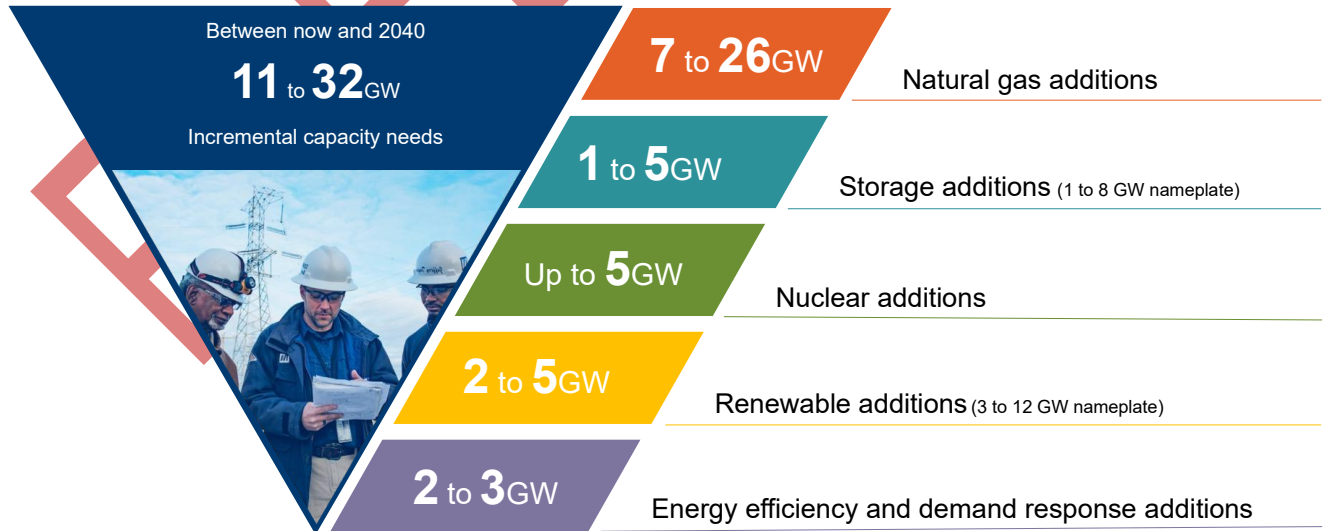 Between now and 2040
11 to 32GW
Incremental capacity needs
7 to 26GW
Natural gas additions
1 to 5GW
Storage additions (1 to 8 GW nameplate)
Up to 5GW
Nuclear additions
2 to 5GW
Renewable additions (3 to 12 GW nameplate)
2 to 3GW
Energy efficiency and demand response additions